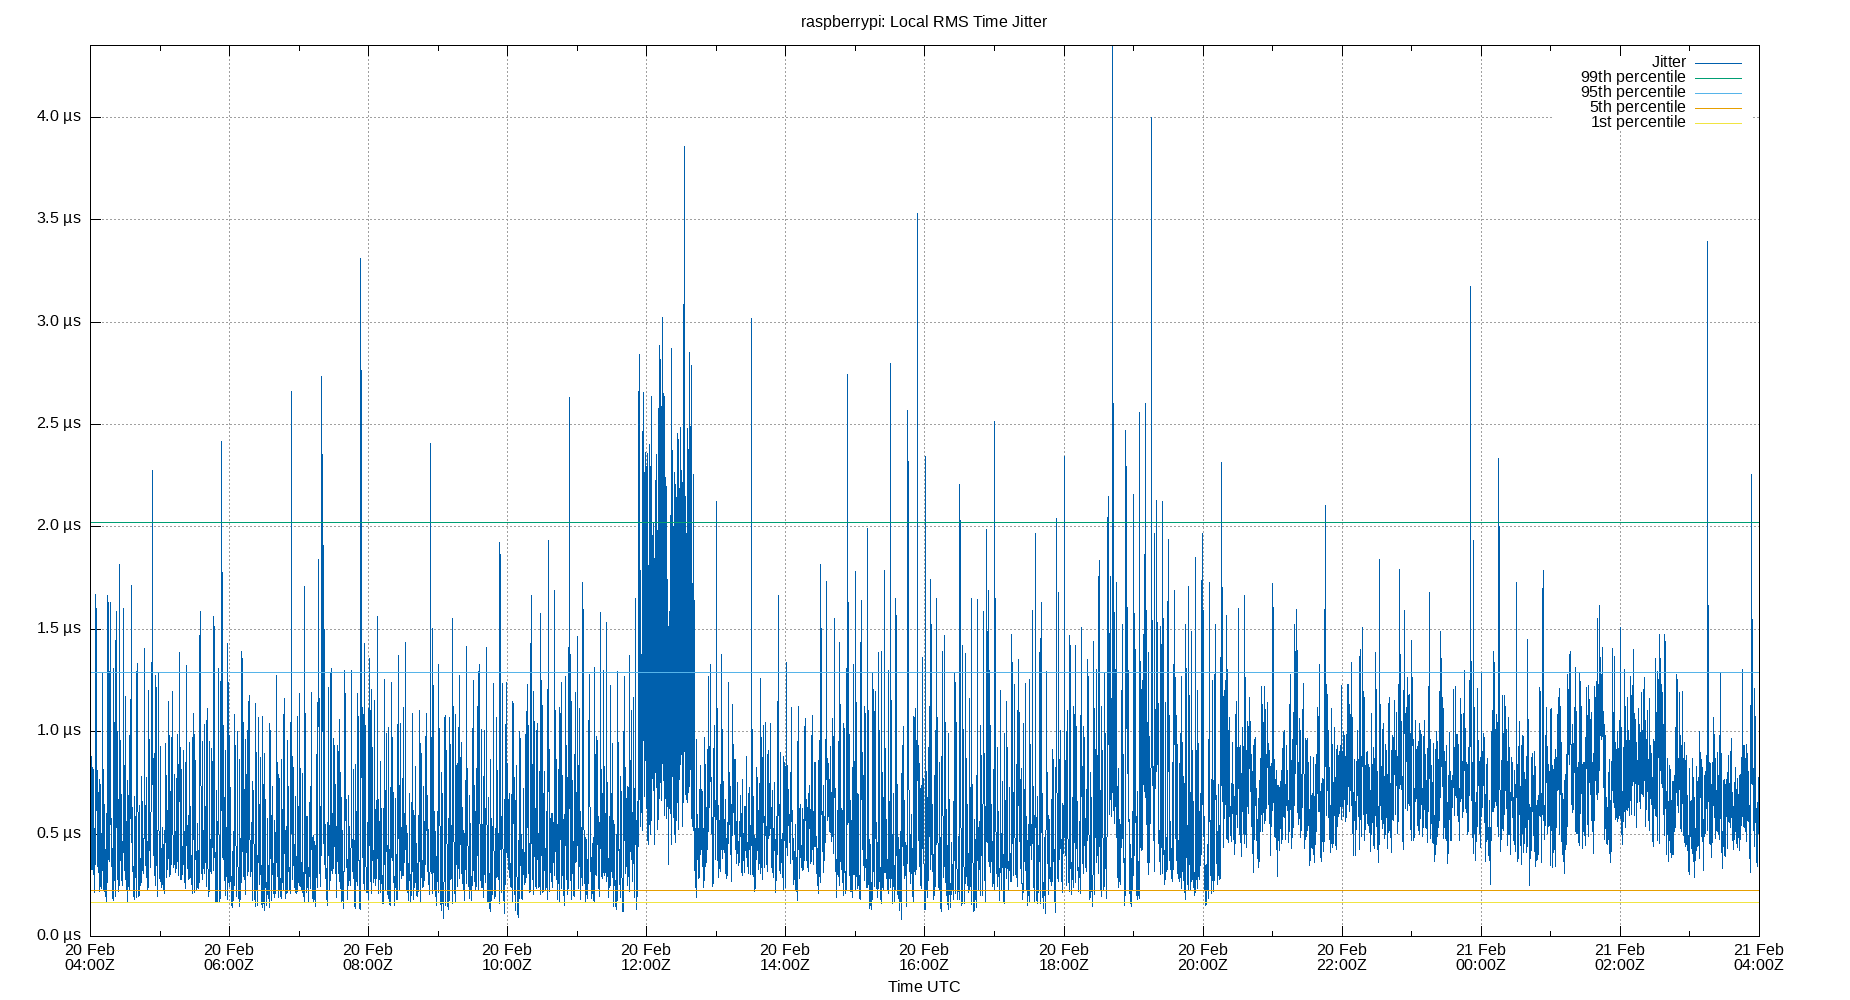 raspberrypi: Local RMS Time Jitter
Jitter
99th percentile
95th percentile
5th percentile
1st percentile
4.0 µs
3.5 µs
3.0 µs
2.5 µs
2.0 µs
1.5 µs
1.0 µs
0.5 µs
0.0 µs
20 Feb 20 Feb 20 Feb 20 Feb 20 Feb 20 Feb 20 Feb 20 Feb 20 Feb 20 Feb 21 Feb 21 Feb 21 Feb
04:00Z 06:00Z 08:00Z 10:00Z 12:00Z 14:00Z 16:00Z 18:00Z 20:00Z 22:00Z 00:00Z 02:00Z 04:00Z
Time UTC